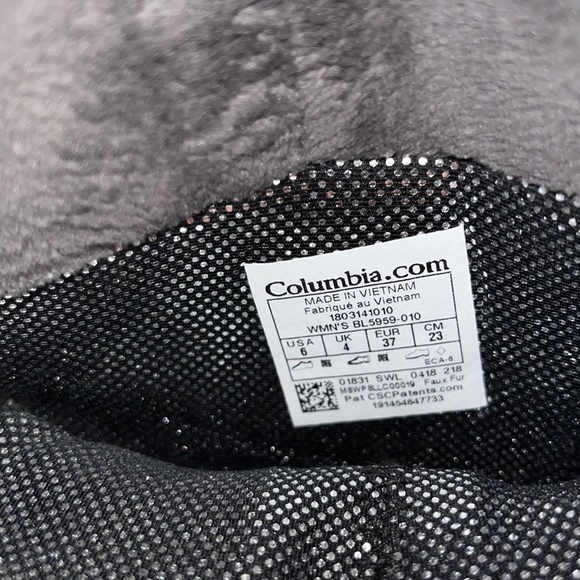 Columbia.com
MADE IN VIETNAM
Fabriqué au Vietnam
1803141010
WMN'S BL5959-010
USA UK EUR CM
6 4 37 23
ECA-8
01831 SWL 0418 218
M8WP8LLC00019 Faux Fur
Pat CSCPatents.com
191454647733